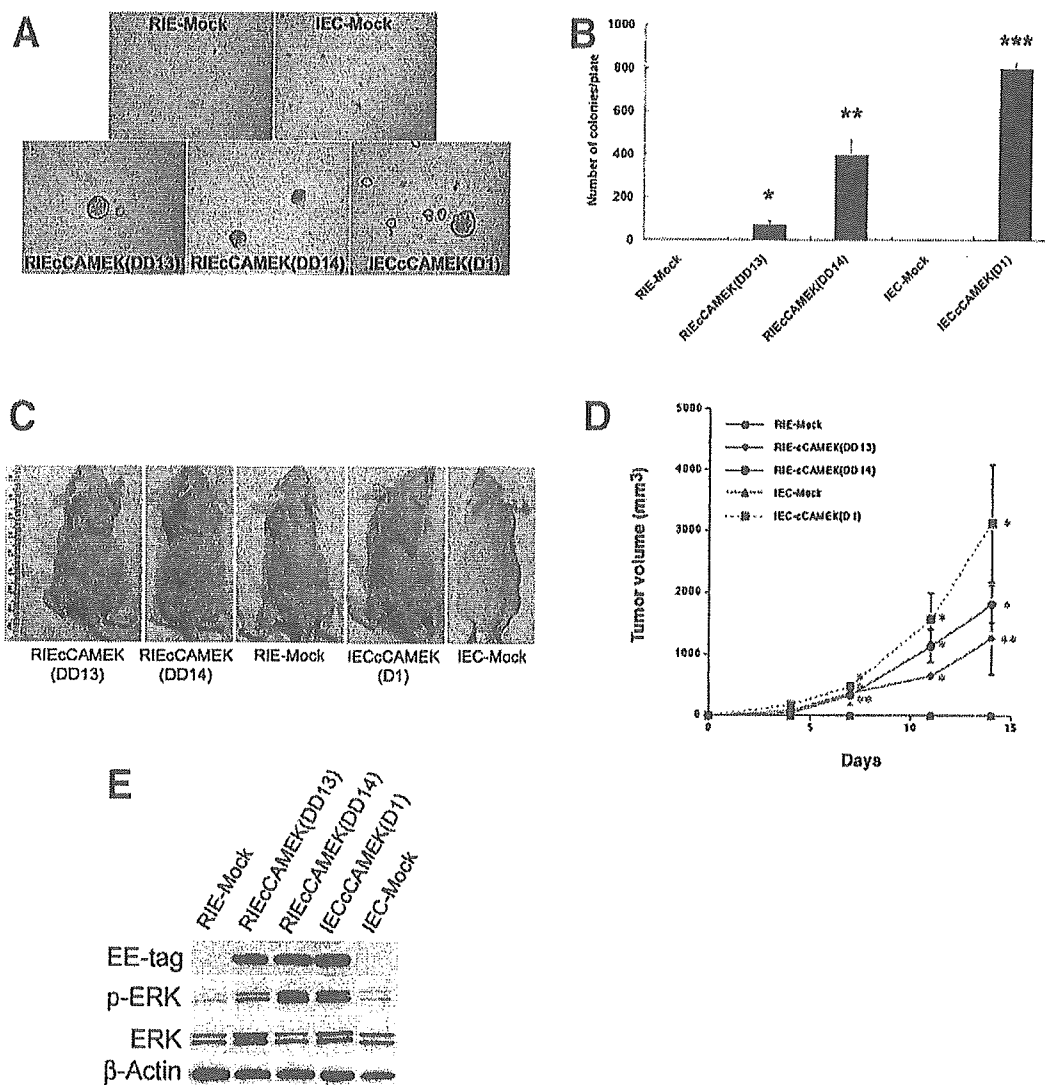 A
RIE-Mock
IEC-Mock
RIEcCAMEK(DD13)
RIEcCAMEK(DD14)
IECcCAMEK(D1)
B
Number of colonies/plate
1000
800
600
400
200
0
*
**
***
RIE-Mock
RIEcCAMEK(DD13)
RIEcCAMEK(DD14)
IEC-Mock
IECcCAMEK(D1)
C
RIEcCAMEK
(DD13)
RIEcCAMEK
(DD14)
RIE-Mock
IECcCAMEK
(D1)
IEC-Mock
D
Tumor volume (mm3)
5000
4000
3000
2000
1000
0
RIE-Mock
RIE-cCAMEK(DD13)
RIE-cCAMEK(DD14)
IEC-Mock
IEC-cCAMEK(D1)
*
*
**
*
*
*
*
*
**
0
5
10
15
Days
E
RIE-Mock
RIEcCAMEK(DD13)
RIEcCAMEK(DD14)
IECcCAMEK(D1)
IEC-Mock
EE-tag
p-ERK
ERK
β-Actin